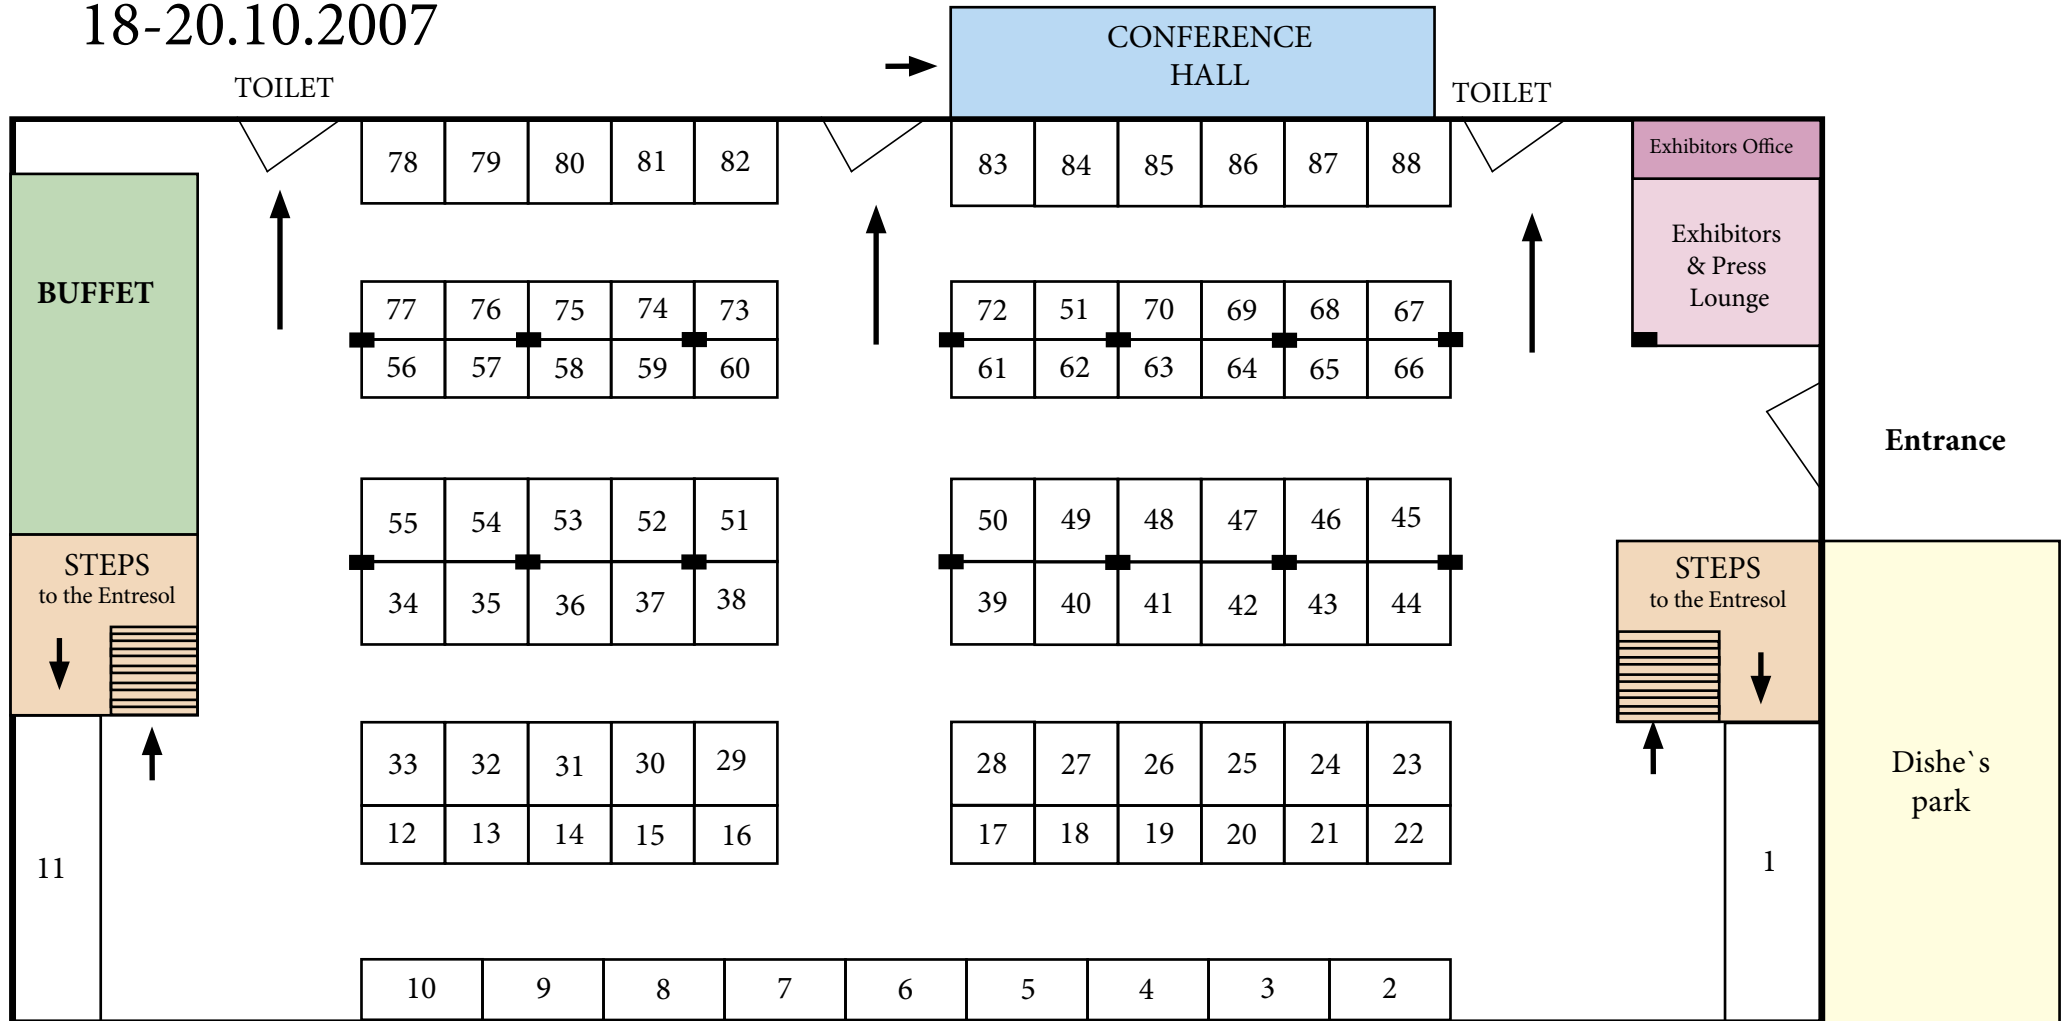 18-20.10.2007
CONFERENCE
HALL
TOILET
TOILET
78 79 80 81 82
83 84 85 86 87 88
Exhibitors Office
Exhibitors
& Press
Lounge
BUFFET
77 76 75 74 73
72 51 70 69 68 67
56 57 58 59 60
61 62 63 64 65 66
Entrance
55 54 53 52 51
50 49 48 47 46 45
STEPS
to the Entresol
STEPS
to the Entresol
34 35 36 37 38
39 40 41 42 43 44
33 32 31 30 29
28 27 26 25 24 23
Dishe`s
park
12 13 14 15 16
17 18 19 20 21 22
11
1
10 9 8 7 6 5 4 3 2